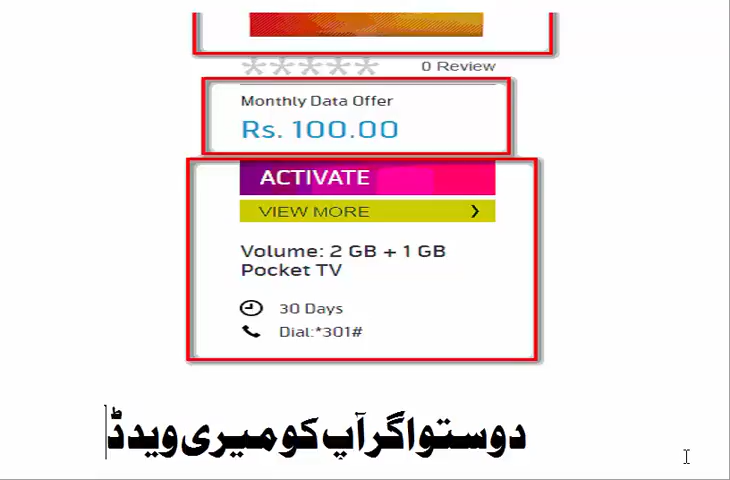 0 Review
Monthly Data Offer
Rs. 100.00
ACTIVATE
VIEW MORE
Volume: 2 GB + 1 GB
Pocket TV
30 Days
Dial:*301#
دوستو اگر آپ کو میری ویدڈ